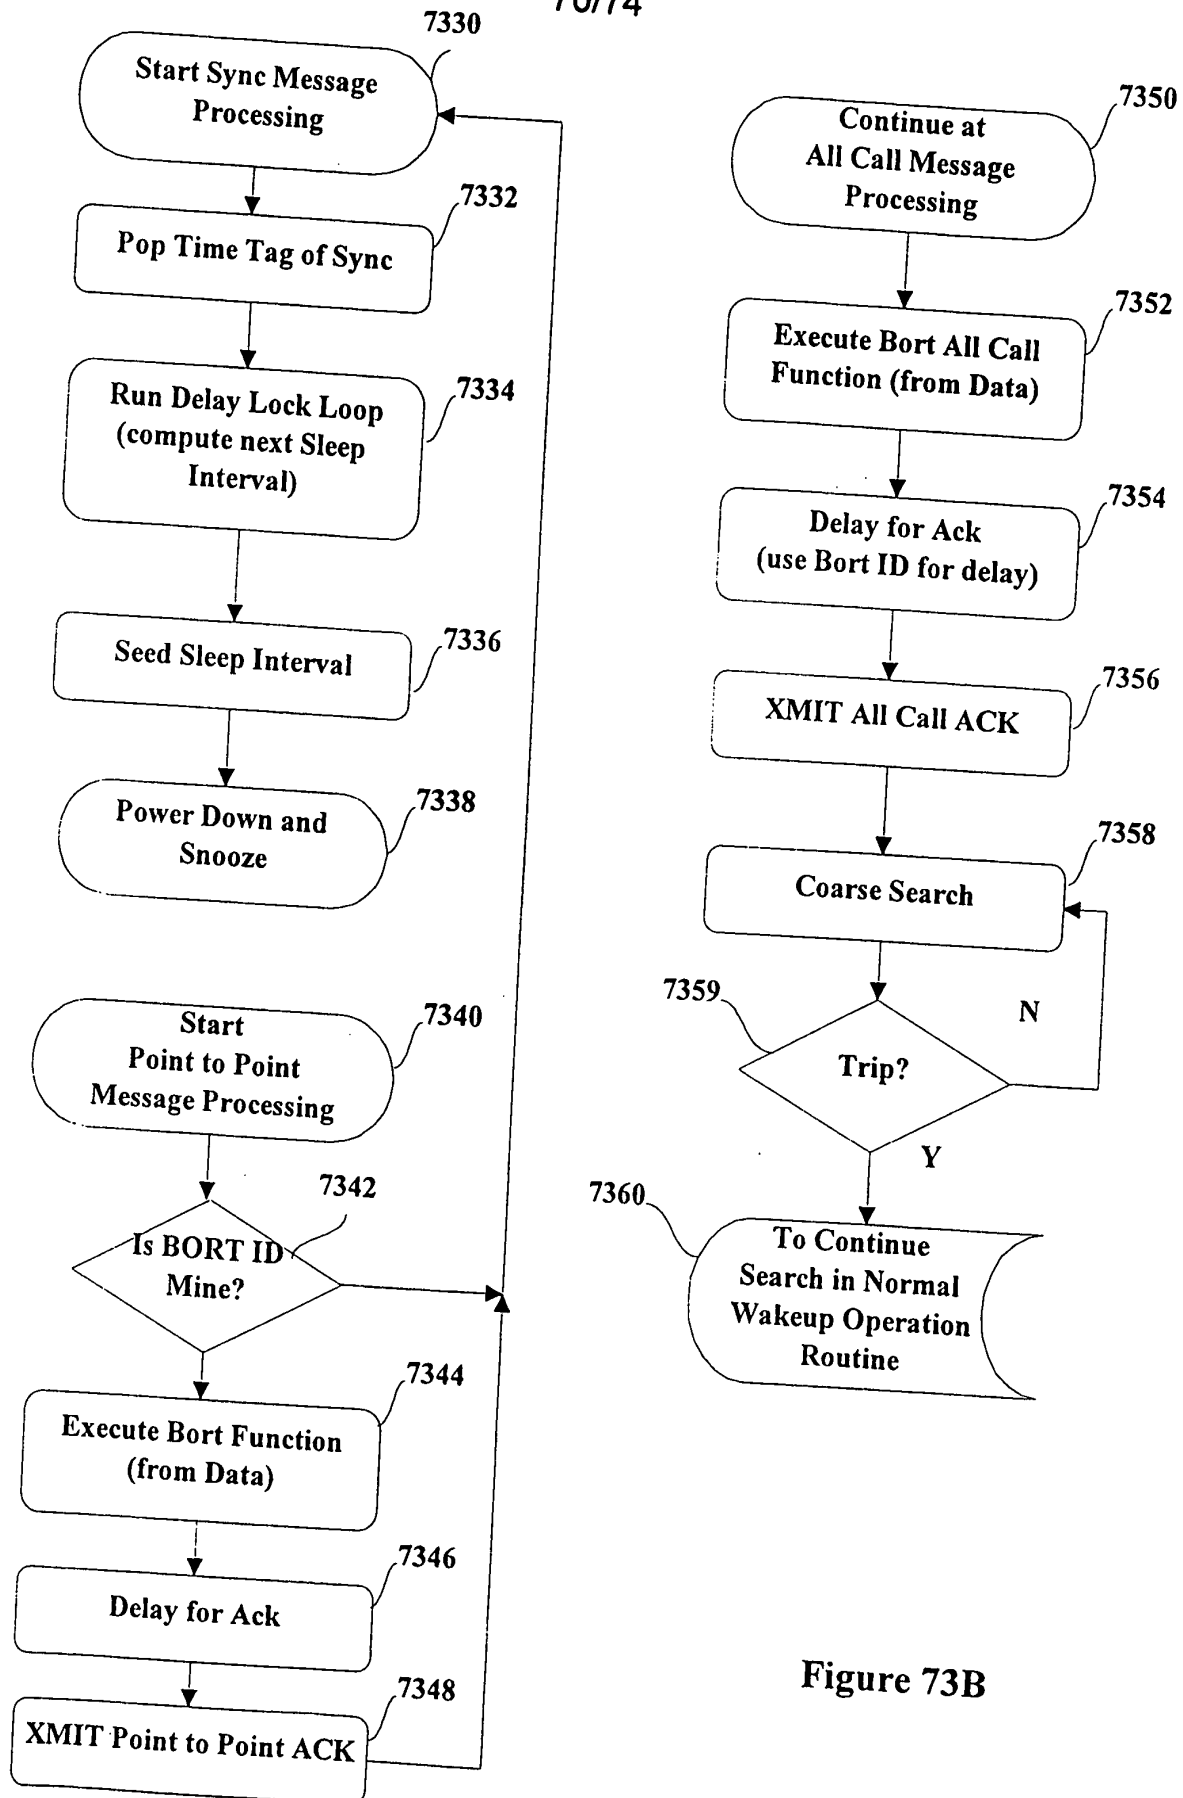 70/74
7330
Start Sync Message
Processing
7332
Pop Time Tag of Sync
7334
Run Delay Lock Loop
(compute next Sleep
Interval)
7336
Seed Sleep Interval
7338
Power Down and
Snooze
7340
Start
Point to Point
Message Processing
7342
Is BORT ID
Mine?
7344
Execute Bort Function
(from Data)
7346
Delay for Ack
7348
XMIT Point to Point ACK
7350
Continue at
All Call Message
Processing
7352
Execute Bort All Call
Function (from Data)
7354
Delay for Ack
(use Bort ID for delay)
7356
XMIT All Call ACK
7358
Coarse Search
7359
N
Trip?
Y
7360
To Continue
Search in Normal
Wakeup Operation
Routine
Figure 73B